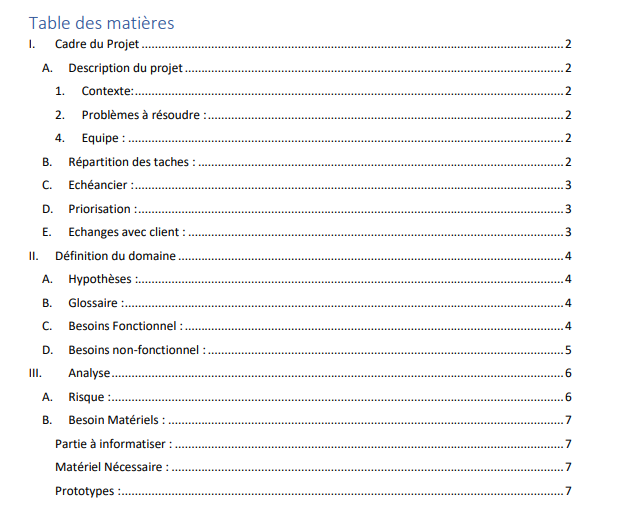 Table des matières
I. Cadre du Projet 2
A. Description du projet 2
1. Contexte: 2
2. Problèmes à résoudre : 2
4. Equipe : 2
B. Répartition des taches : 2
C. Echéancier : 3
D. Priorisation : 3
E. Echanges avec client : 3
II. Définition du domaine 4
A. Hypothèses : 4
B. Glossaire : 4
C. Besoins Fonctionnel : 4
D. Besoins non-fonctionnel : 5
III. Analyse 6
A. Risque : 6
B. Besoin Matériels : 7
Partie à informatiser : 7
Matériel Nécessaire : 7
Prototypes : 7